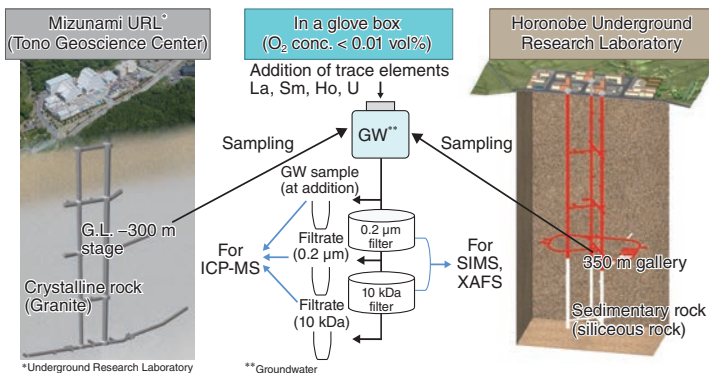 Mizunami URL*
(Tono Geoscience Center)
In a glove box
(O₂ conc. < 0.01 vol%)
Horonobe Underground
Research Laboratory
Addition of trace elements
La, Sm, Ho, U
GW**
Sampling
Sampling
GW sample
(at addition)
G.L. −300 m
stage
0.2 µm
filter
Filtrate
(0.2 µm)
For
ICP-MS
For
SIMS,
XAFS
350 m gallery
10 kDa
filter
Crystalline rock
(Granite)
Filtrate
(10 kDa)
Sedimentary rock
(siliceous rock)
*Underground Research Laboratory
**Groundwater